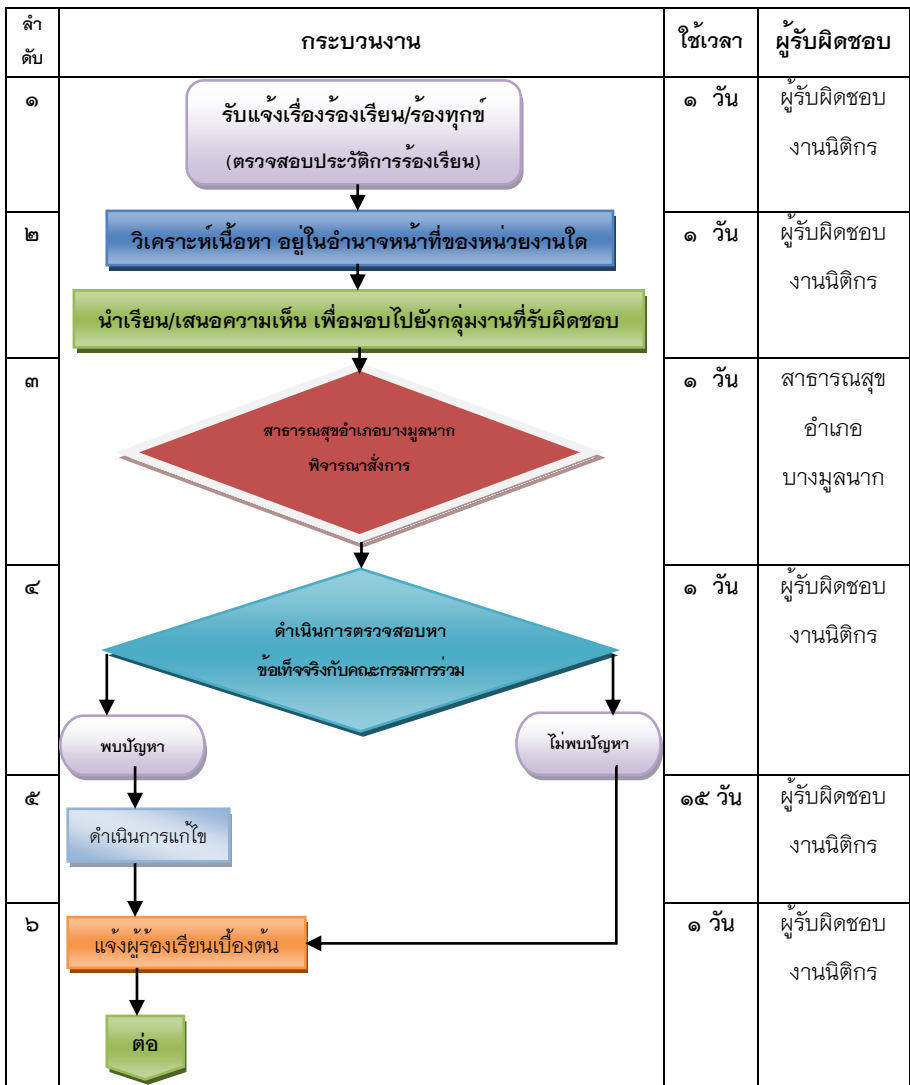 ลำ
ดับ
กระบวนงาน
ใช้เวลา
ผู้รับผิดชอบ
๑
รับแจ้งเรื่องร้องเรียน/ร้องทุกข์
(ตรวจสอบประวัติการร้องเรียน)
๑ วัน
ผู้รับผิดชอบ
งานนิติกร
๒
วิเคราะห์เนื้อหา อยู่ในอำนาจหน้าที่ของหน่วยงานใด
นำเรียน/เสนอความเห็น เพื่อมอบไปยังกลุ่มงานที่รับผิดชอบ
๑ วัน
ผู้รับผิดชอบ
งานนิติกร
๓
สาธารณสุขอำเภอบางมูลนาก
พิจารณาสั่งการ
๑ วัน
สาธารณสุข
อำเภอ
บางมูลนาก
๔
ดำเนินการตรวจสอบหา
ข้อเท็จจริงกับคณะกรรมการร่วม
พบปัญหา
ไม่พบปัญหา
๑ วัน
ผู้รับผิดชอบ
งานนิติกร
๕
ดำเนินการแก้ไข
๑๕ วัน
ผู้รับผิดชอบ
งานนิติกร
๖
แจ้งผู้ร้องเรียนเบื้องต้น
ต่อ
๑ วัน
ผู้รับผิดชอบ
งานนิติกร